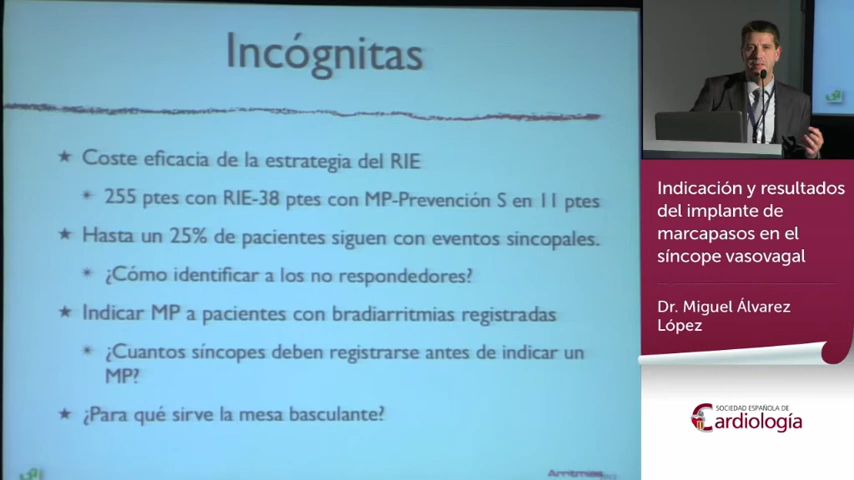 Incógnitas
Coste eficacia de la estrategia del RIE
255 ptes con RIE-38 ptes con MP-Prevención S en 11 ptes
Hasta un 25% de pacientes siguen con eventos sincopales.
¿Cómo identificar a los no respondedores?
Indicar MP a pacientes con bradiarritmias registradas
¿Cuantos síncopes deben registrarse antes de indicar un
MP?
¿Para qué sirve la mesa basculante?
Arritmias
Indicación y resultados
del implante de
marcapasos en el
síncope vasovagal
Dr. Miguel Álvarez
López
SOCIEDAD ESPAÑOLA DE
Cardiología